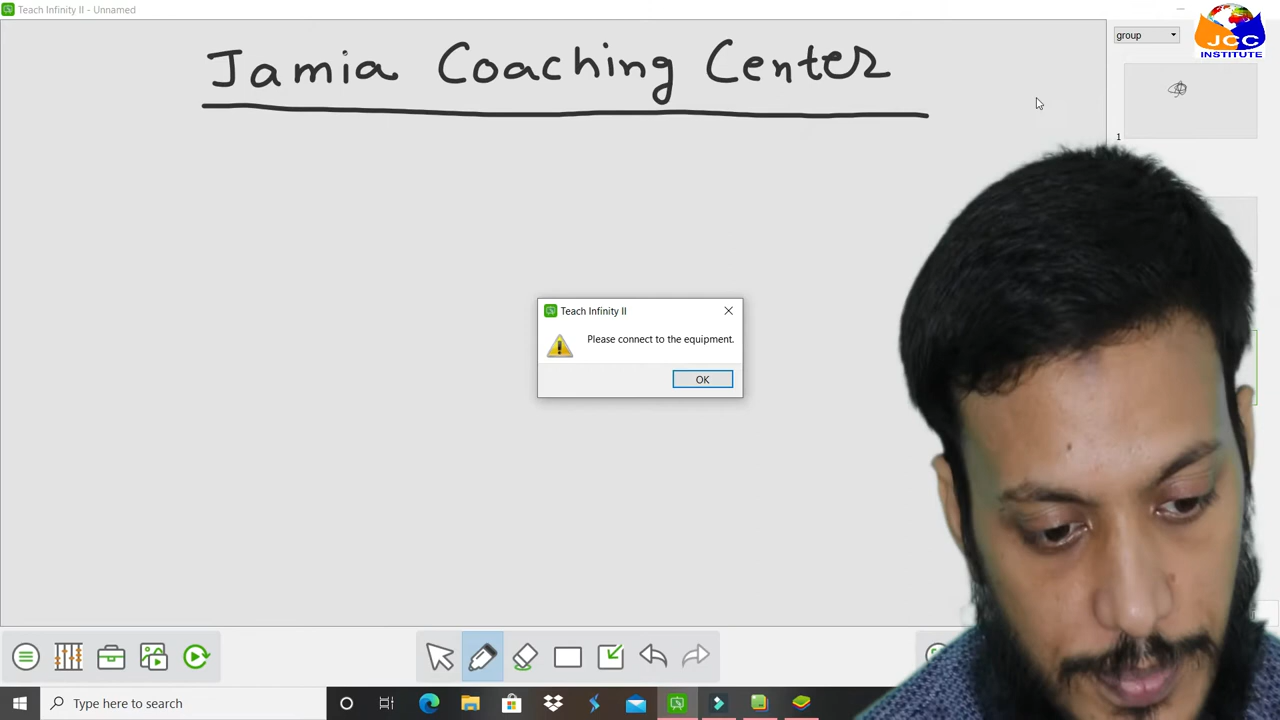 Teach Infinity II - Unnamed
Jamia Coaching Center
group
JCC
INSTITUTE
1
Teach Infinity II
Please connect to the equipment.
OK
Type here to search